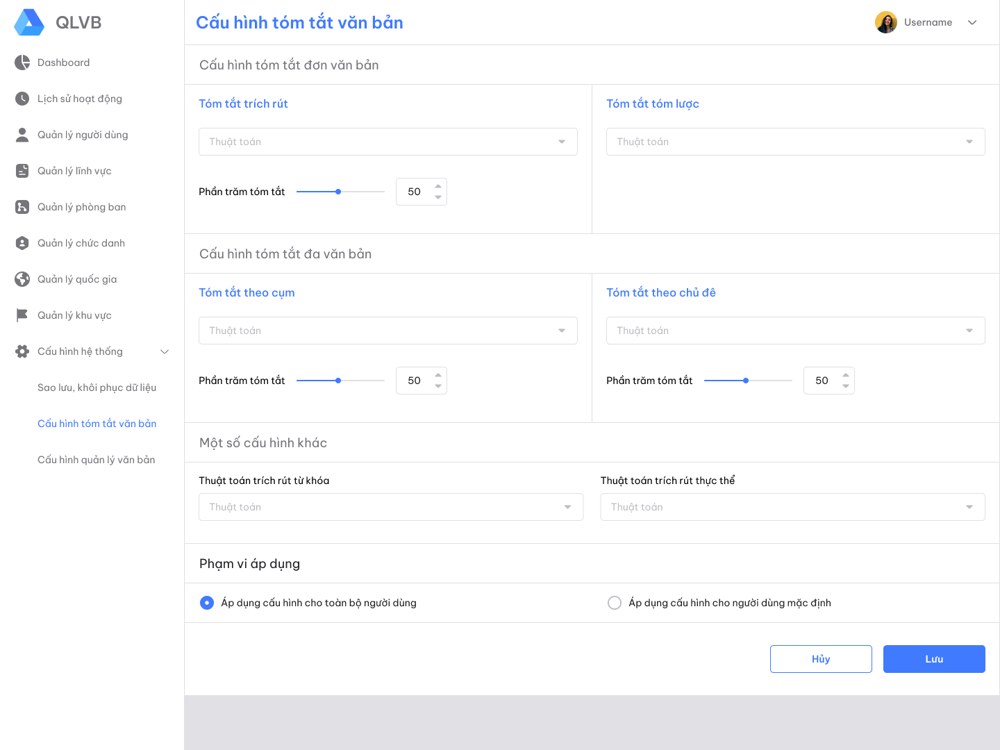 QLVB
Dashboard
Lịch sử hoạt động
Quản lý người dùng
Quản lý lĩnh vực
Quản lý phòng ban
Quản lý chức danh
Quản lý quốc gia
Quản lý khu vực
Cấu hình hệ thống
Sao lưu, khôi phục dữ liệu
Cấu hình tóm tắt văn bản
Cấu hình quản lý văn bản
Cấu hình tóm tắt văn bản
Username
Cấu hình tóm tắt đơn văn bản
Tóm tắt trích rút
Thuật toán
Phần trăm tóm tắt
50
Tóm tắt tóm lược
Thuật toán
Cấu hình tóm tắt đa văn bản
Tóm tắt theo cụm
Thuật toán
Phần trăm tóm tắt
50
Tóm tắt theo chủ đê
Thuật toán
Phần trăm tóm tắt
50
Một số cấu hình khác
Thuật toán trích rút từ khóa
Thuật toán
Thuật toán trích rút thực thể
Thuật toán
Phạm vi áp dụng
Áp dụng cấu hình cho toàn bộ người dùng
Áp dụng cấu hình cho người dùng mặc định
Hủy
Lưu